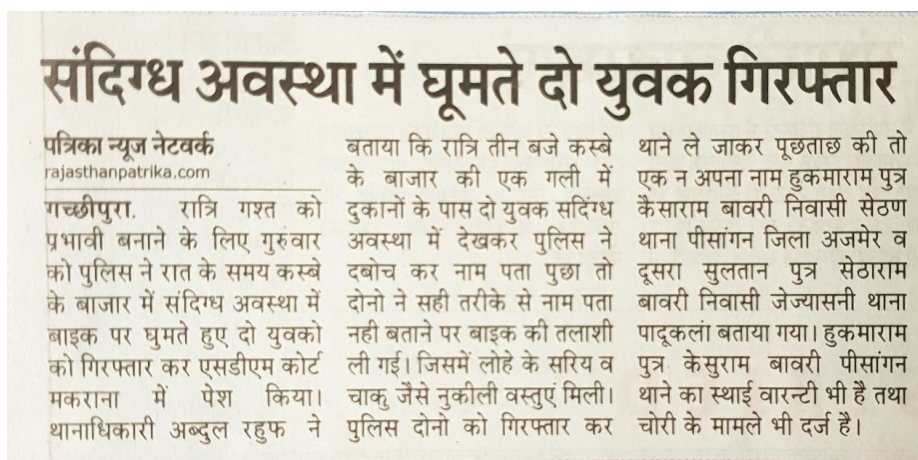 संदिग्ध अवस्था में घूमते दो युवक गिरफ्तार
पत्रिका न्यूज नेटवर्क
rajasthanpatrika.com
गच्छीपुरा. रात्रि गश्त को
प्रभावी बनाने के लिए गुरुवार
को पुलिस ने रात के समय कस्बे
के बाजार में संदिग्ध अवस्था में
बाइक पर घुमते हुए दो युवको
को गिरफ्तार कर एसडीएम कोर्ट
मकराना में पेश किया।
थानाधिकारी अब्दुल रहुफ ने
बताया कि रात्रि तीन बजे कस्बे
के बाजार की एक गली में
दुकानों के पास दो युवक सदिंग्ध
अवस्था में देखकर पुलिस ने
दबोच कर नाम पता पुछा तो
दोनो ने सही तरीके से नाम पता
नही बताने पर बाइक की तलाशी
ली गई। जिसमें लोहे के सरिय व
चाकु जैसे नुकीली वस्तुएं मिली।
पुलिस दोनो को गिरफ्तार कर
थाने ले जाकर पूछताछ की तो
एक न अपना नाम हुकमाराम पुत्र
कैसाराम बावरी निवासी सेठण
थाना पीसांगन जिला अजमेर व
दूसरा सुलतान पुत्र सेठाराम
बावरी निवासी जेज्यासनी थाना
पादूकलां बताया गया। हुकमाराम
पुत्र केसुराम बावरी पीसांगन
थाने का स्थाई वारन्टी भी है तथा
चोरी के मामले भी दर्ज है।